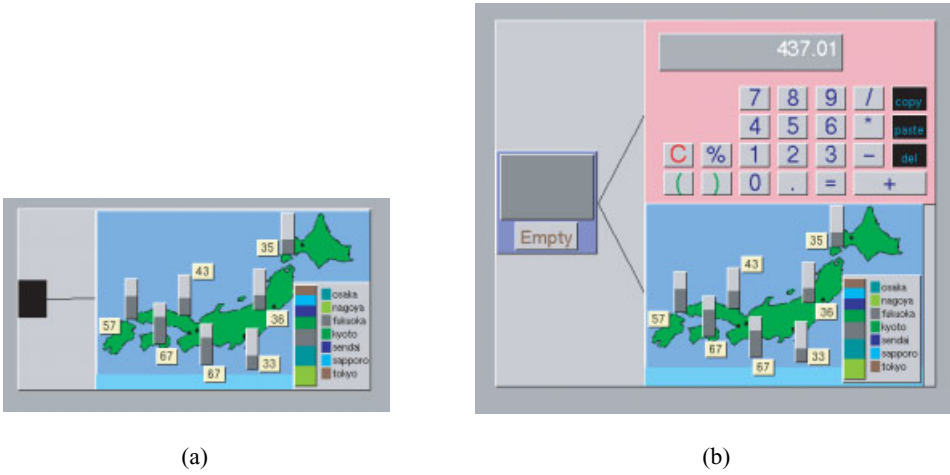 35
43
57
36
67
67
33
osaka
nagoya
fukuoka
kyoto
sendai
sapporo
tokyo
(a)
437.01
7 8 9 / copy
4 5 6 * paste
C % 1 2 3 - del
( ) 0 . = +
Empty
35
43
57
36
67
67
33
osaka
nagoya
fukuoka
kyoto
sendai
sapporo
tokyo
(b)